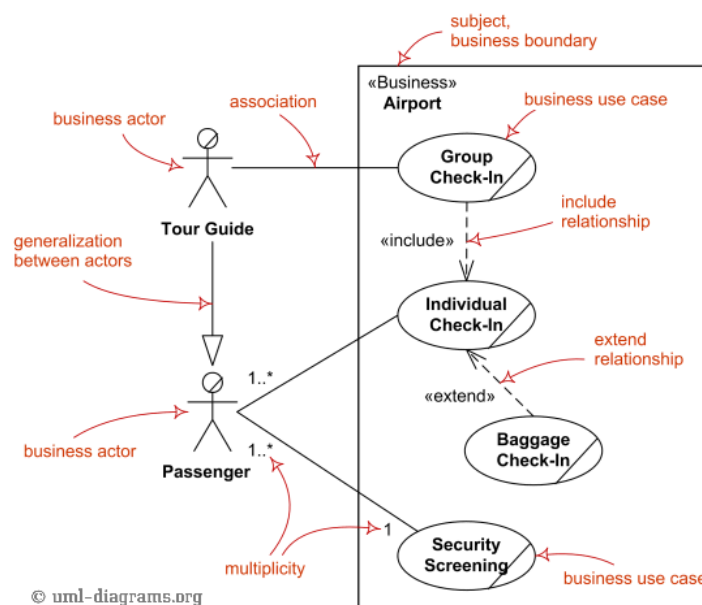 subject,
business boundary
«Business»
Airport
business use case
association
business actor
Group
Check-In
Tour Guide
include
relationship
«include»
generalization
between actors
Individual
Check-In
extend
relationship
1..*
«extend»
business actor
Passenger
1..*
Baggage
Check-In
1
multiplicity
Security
Screening
business use case
© uml-diagrams.org